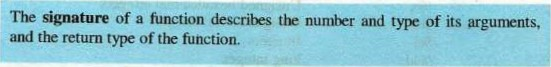 The signature of a function describes the number and type of its arguments,
and the return type of the function.